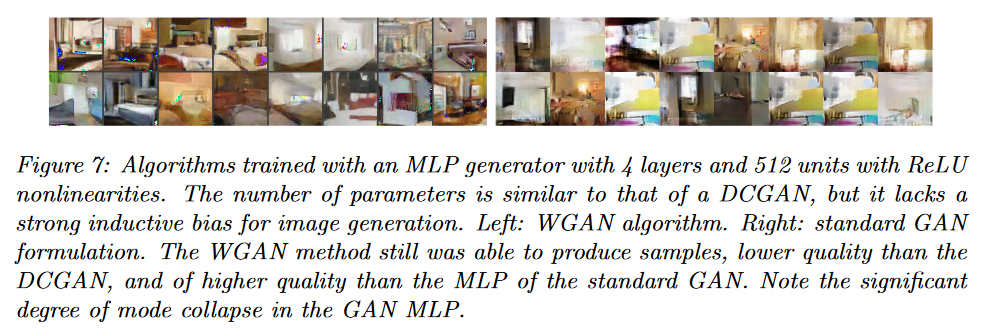 Figure 7: Algorithms trained with an MLP generator with 4 layers and 512 units with ReLU
nonlinearities. The number of parameters is similar to that of a DCGAN, but it lacks a
strong inductive bias for image generation. Left: WGAN algorithm. Right: standard GAN
formulation. The WGAN method still was able to produce samples, lower quality than the
DCGAN, and of higher quality than the MLP of the standard GAN. Note the significant
degree of mode collapse in the GAN MLP.